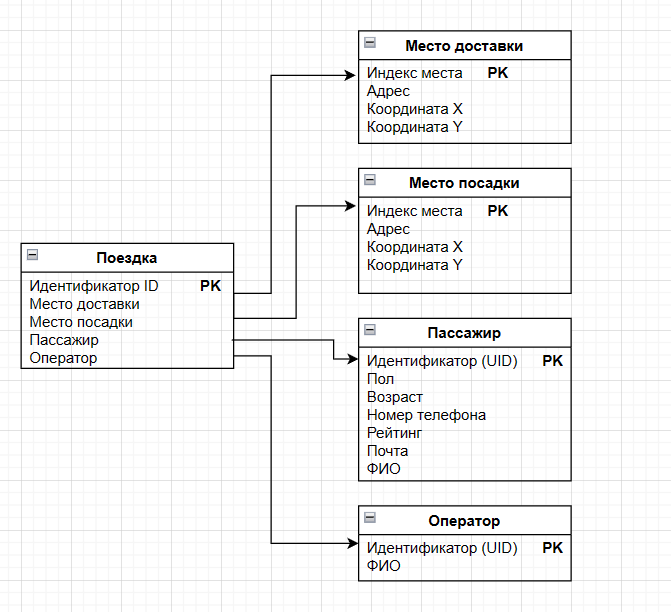 Место доставки
Индекс места PK
Адрес
Координата X
Координата Y
Место посадки
Индекс места PK
Адрес
Координата X
Координата Y
Поездка
Идентификатор ID PK
Место доставки
Место посадки
Пассажир
Оператор
Пассажир
Идентификатор (UID) PK
Пол
Возраст
Номер телефона
Рейтинг
Почта
ФИО
Оператор
Идентификатор (UID) PK
ФИО